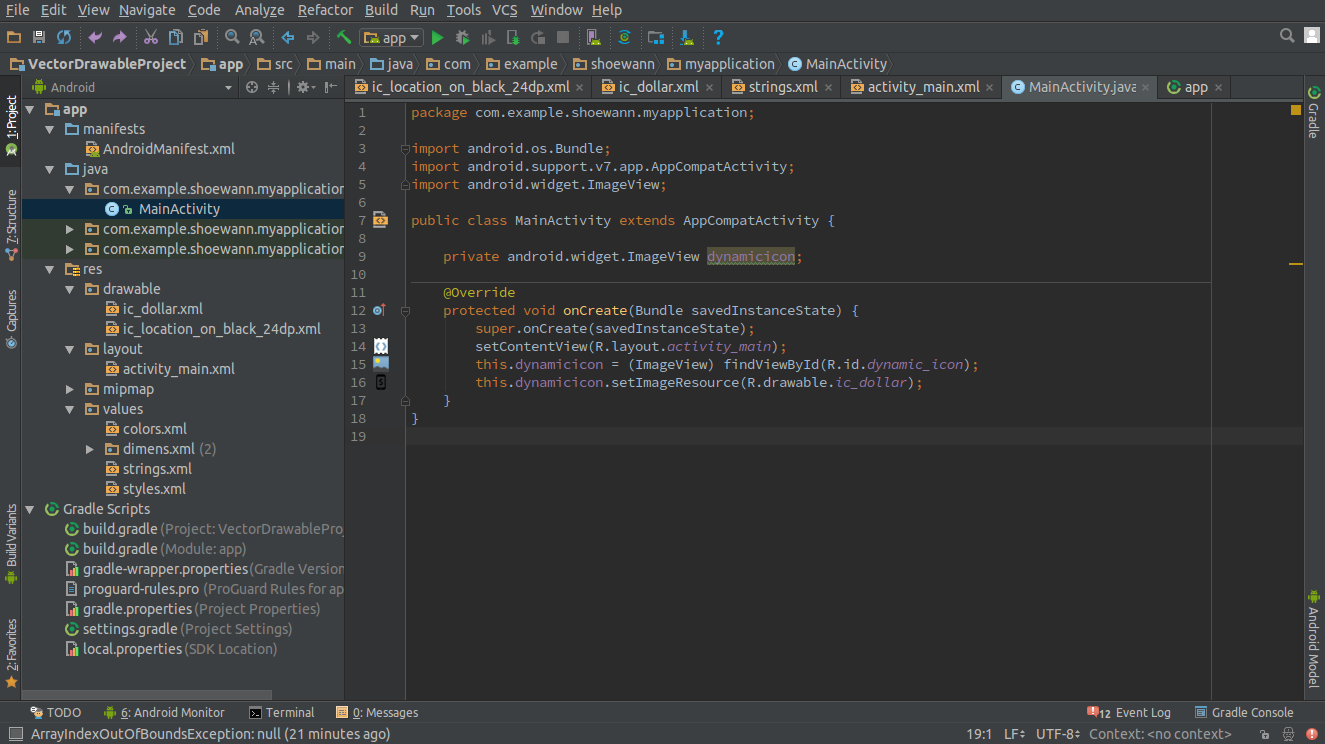 File Edit View Navigate Code Analyze Refactor Build Run Tools VCS Window Help
app
VectorDrawableProject app src main java com example shoewann myapplication MainActivity
Android
ic_location_on_black_24dp.xml ic_dollar.xml strings.xml activity_main.xml MainActivity.java app
1: Project
7: Structure
Captures
Build Variants
2: Favorites
app
manifests
AndroidManifest.xml
java
com.example.shoewann.myapplication
MainActivity
com.example.shoewann.myapplication
com.example.shoewann.myapplication
res
drawable
ic_dollar.xml
ic_location_on_black_24dp.xml
layout
activity_main.xml
mipmap
values
colors.xml
dimens.xml (2)
strings.xml
styles.xml
Gradle Scripts
build.gradle (Project: VectorDrawableProj
build.gradle (Module: app)
gradle-wrapper.properties (Gradle Version
proguard-rules.pro (ProGuard Rules for ap
gradle.properties (Project Properties)
settings.gradle (Project Settings)
local.properties (SDK Location)
1 package com.example.shoewann.myapplication;
2
3 import android.os.Bundle;
4 import android.support.v7.app.AppCompatActivity;
5 import android.widget.ImageView;
6
7 public class MainActivity extends AppCompatActivity {
8
9 private android.widget.ImageView dynamicicon;
10
11 @Override
12 protected void onCreate(Bundle savedInstanceState) {
13 super.onCreate(savedInstanceState);
14 setContentView(R.layout.activity_main);
15 this.dynamicicon = (ImageView) findViewById(R.id.dynamic_icon);
16 this.dynamicicon.setImageResource(R.drawable.ic_dollar);
17 }
18 }
19
Gradle
Android Model
TODO 6: Android Monitor Terminal 0: Messages 12 Event Log Gradle Console
ArrayIndexOutOfBoundsException: null (21 minutes ago) 19:1 LF UTF-8 Context: <no context>